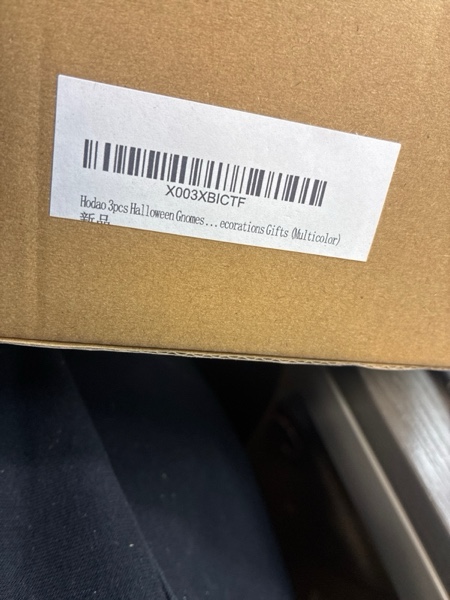 X003XBICTF
Hodao 3pcs Halloween Gnomes...ecorations Gifts (Multicolor)
新品